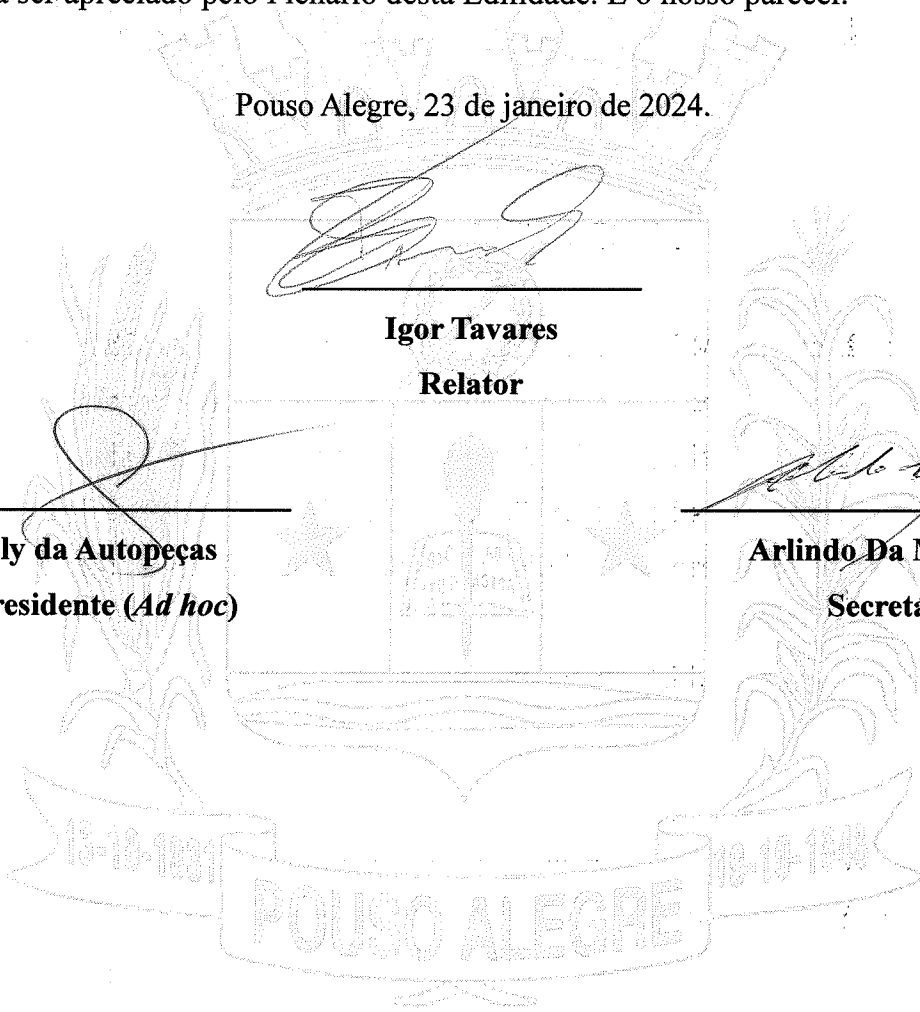 ser apreciado pelo Plenário desta Edilidade. É o nosso parecer.
Pouso Alegre, 23 de janeiro de 2024.
Igor Tavares
Relator
ly da Autopeças
residente (Ad hoc)
Arlindo Da
Secretá
POUSO ALEGRE